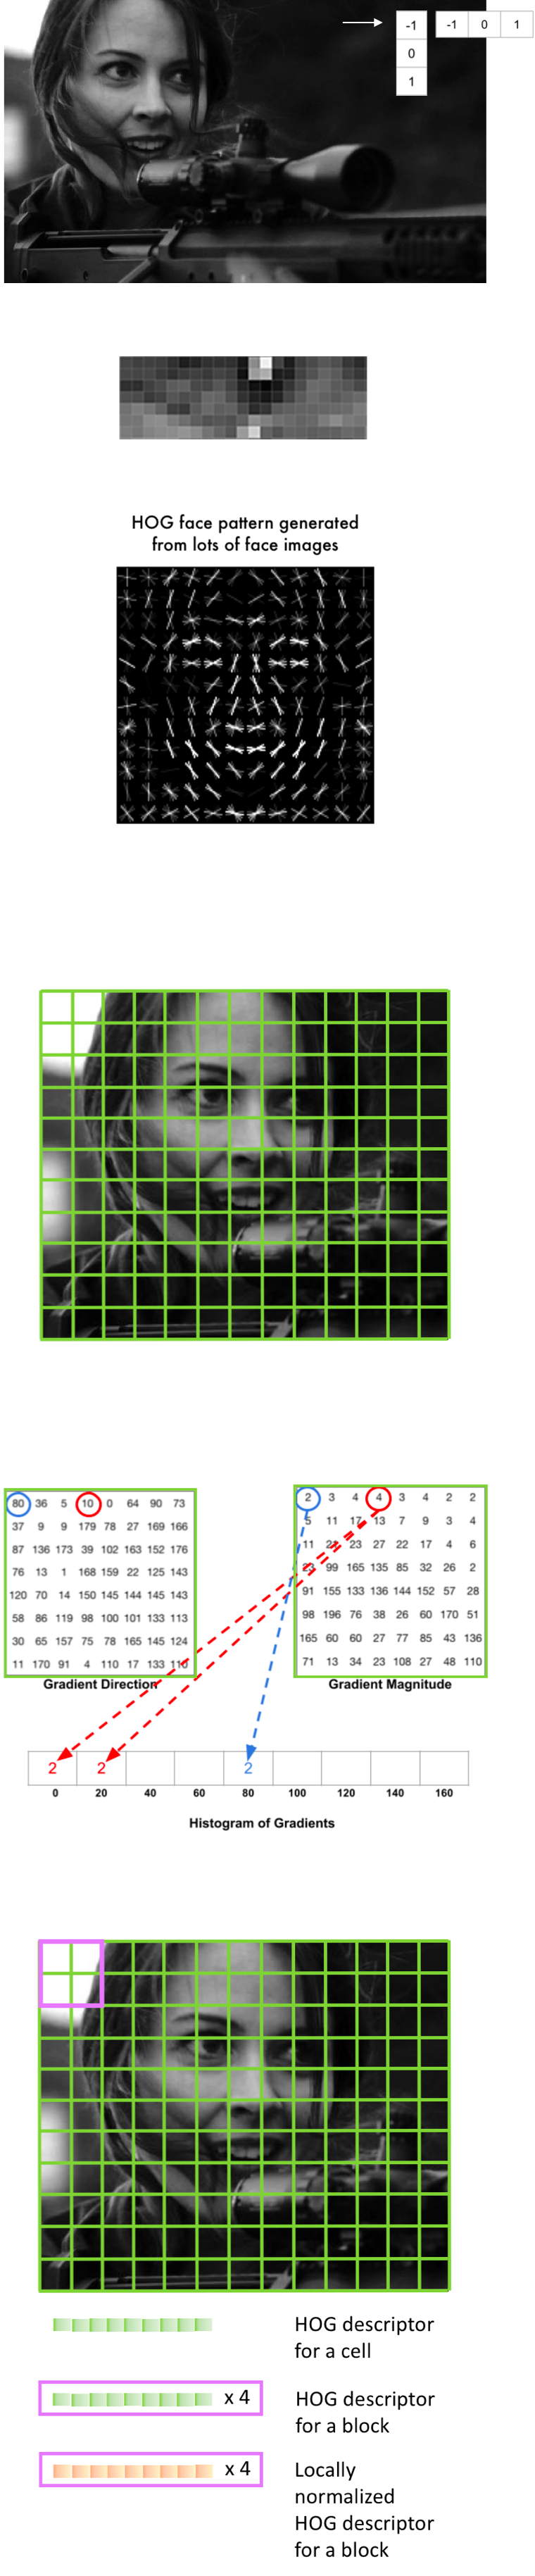 -1 -1 0 1
0
1
HOG face pattern generated
from lots of face images
80 36 5 10 0 64 90 73
37 9 9 179 78 27 169 166
87 136 173 39 102 163 152 176
76 13 1 168 159 22 125 143
120 70 14 150 145 144 145 143
58 86 119 98 100 101 133 113
30 65 157 75 78 165 145 124
11 170 91 4 110 17 133 110
Gradient Direction
2 3 4 4 3 4 2 2
5 11 17 13 7 9 3 4
11 21 23 27 22 17 4 6
23 99 165 135 85 32 26 2
91 155 133 136 144 152 57 28
98 196 76 38 26 60 170 51
165 60 60 27 77 85 43 136
71 13 34 23 108 27 48 110
Gradient Magnitude
2 2 2
0 20 40 60 80 100 120 140 160
Histogram of Gradients
HOG descriptor
for a cell
x 4
HOG descriptor
for a block
x 4
Locally
normalized
HOG descriptor
for a block